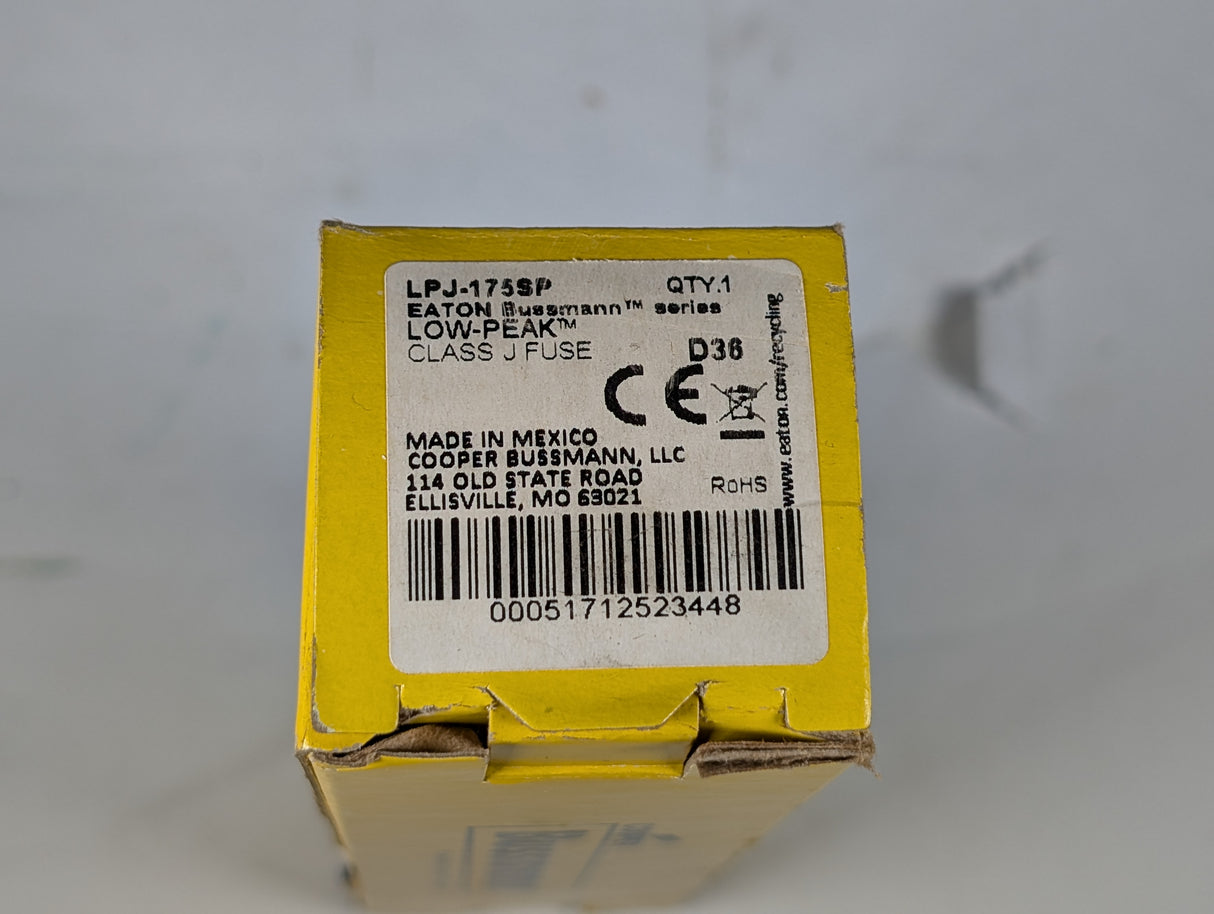 LPJ-175SP QTY.1
EATON Bussmann™ series
LOW-PEAK™
CLASS J FUSE D36
CE
www.eaton.com/recycling
MADE IN MEXICO
COOPER BUSSMANN, LLC
114 OLD STATE ROAD
ELLISVILLE, MO 63021
RoHS
00051712523448